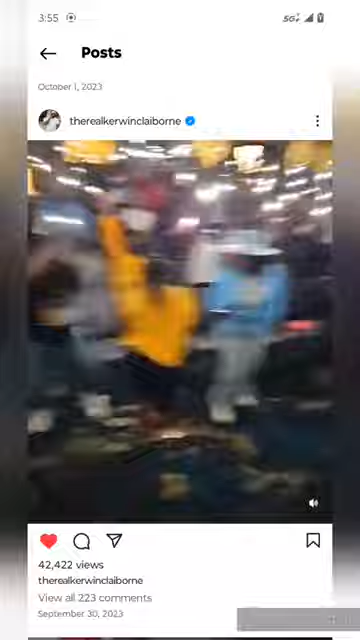 3:55
5G
Posts
October 1, 2023
therealkerwinclaiborne
42,422 views
therealkerwinclaiborne
View all 223 comments
September 30, 2023